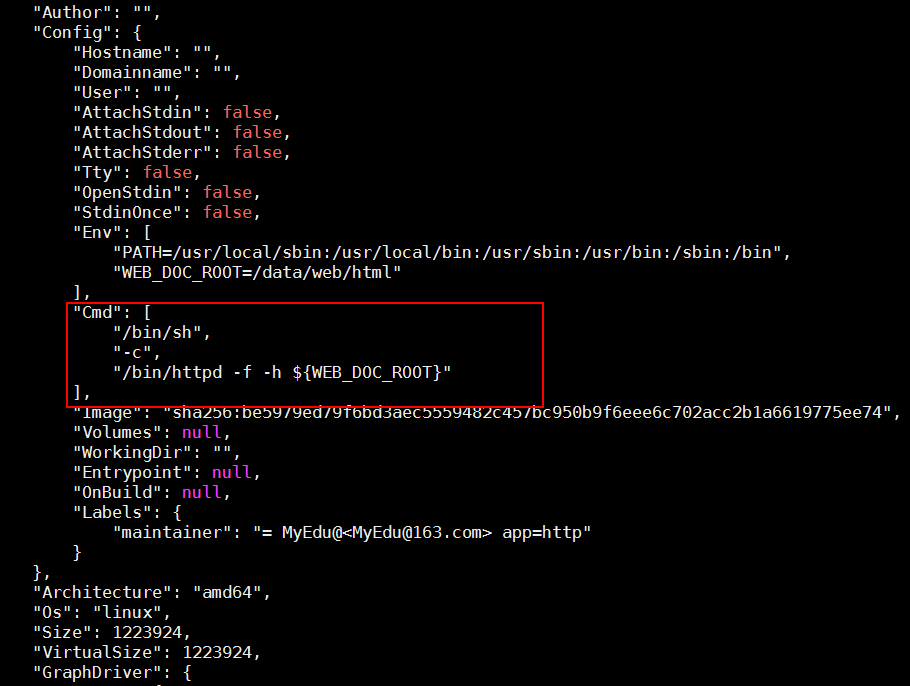 "Author": "",
"Config": {
"Hostname": "",
"Domainname": "",
"User": "",
"AttachStdin": false,
"AttachStdout": false,
"AttachStderr": false,
"Tty": false,
"OpenStdin": false,
"StdinOnce": false,
"Env": [
"PATH=/usr/local/sbin:/usr/local/bin:/usr/sbin:/usr/bin:/sbin:/bin",
"WEB_DOC_ROOT=/data/web/html"
],
"Cmd": [
"/bin/sh",
"-c",
"/bin/httpd -f -h ${WEB_DOC_ROOT}"
],
"Image": "sha256:be5979ed79f6bd3aec5559482c457bc950b9f6eee6c702acc2b1a6619775ee74",
"Volumes": null,
"WorkingDir": "",
"Entrypoint": null,
"OnBuild": null,
"Labels": {
"maintainer": "= MyEdu@<MyEdu@163.com> app=http"
}
},
"Architecture": "amd64",
"Os": "linux",
"Size": 1223924,
"VirtualSize": 1223924,
"GraphDriver": {